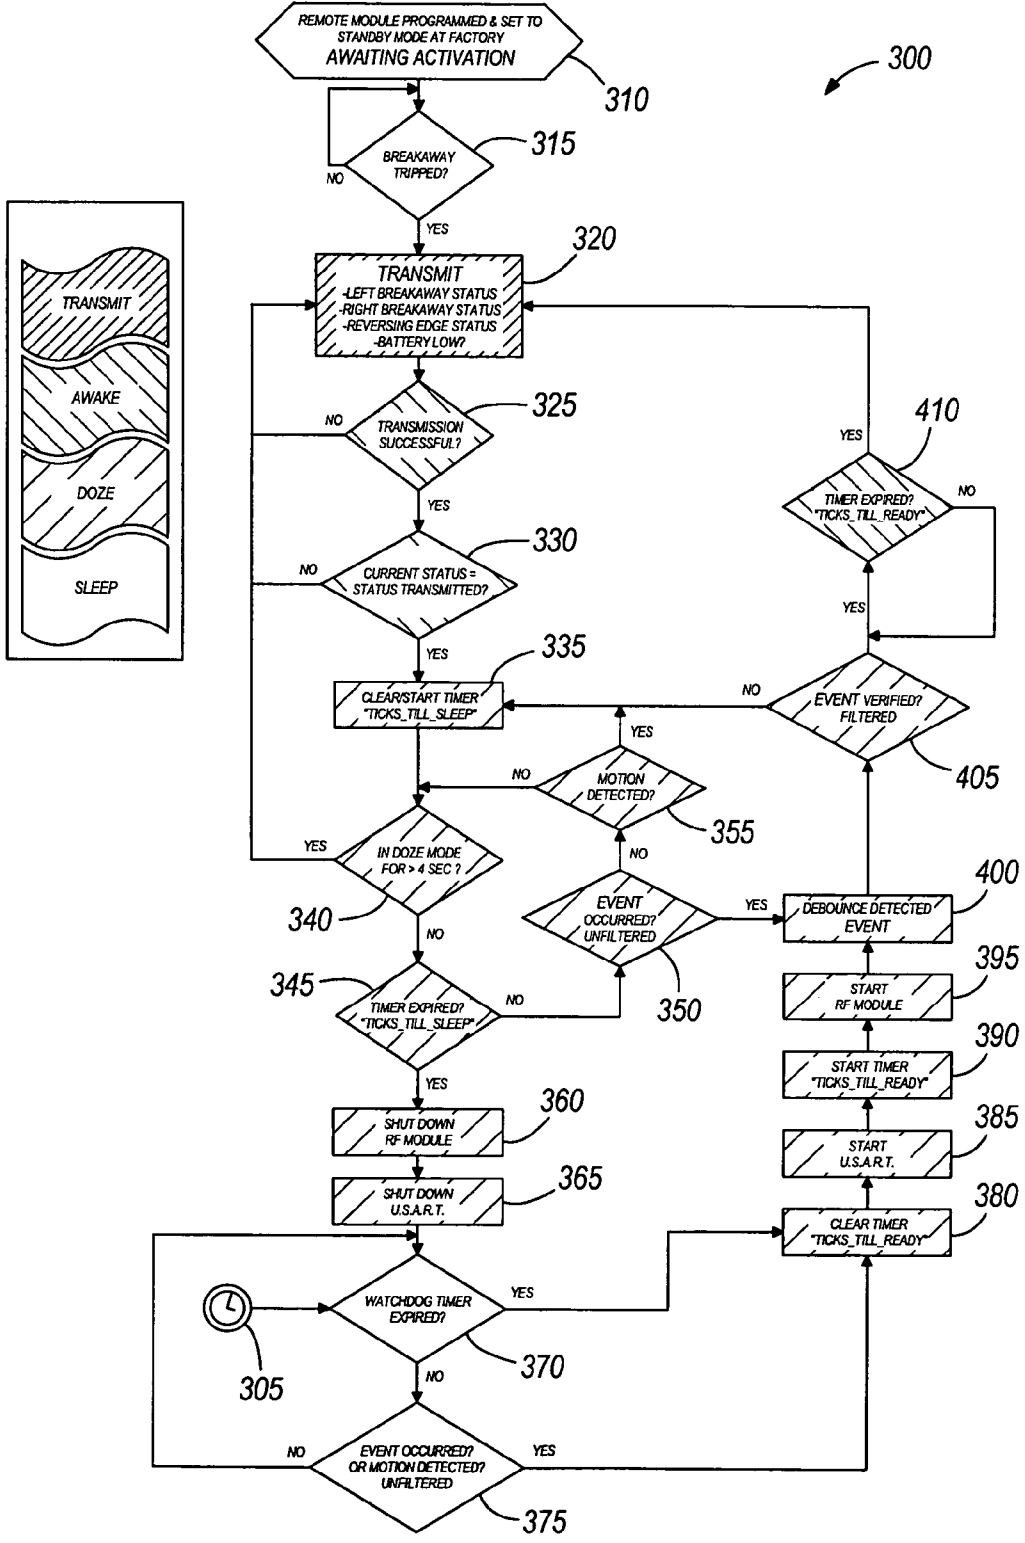 REMOTE MODULE PROGRAMMED & SET TO
STANDBY MODE AT FACTORY
AWAITING ACTIVATION
310
300
BREAKAWAY
TRIPPED?
315
NO
YES
TRANSMIT
-LEFT BREAKAWAY STATUS
-RIGHT BREAKAWAY STATUS
-REVERSING EDGE STATUS
-BATTERY LOW?
320
TRANSMIT
AWAKE
DOZE
SLEEP
TRANSMISSION
SUCCESSFUL?
325
NO
YES
CURRENT STATUS =
STATUS TRANSMITTED?
330
NO
YES
CLEAR/START TIMER
"TICKS_TILL_SLEEP"
335
IN DOZE MODE
FOR > 4 SEC ?
340
YES
NO
TIMER EXPIRED?
"TICKS_TILL_SLEEP"
345
NO
YES
EVENT
OCCURRED?
UNFILTERED
350
YES
NO
MOTION
DETECTED?
355
NO
YES
SHUT DOWN
RF MODULE
360
SHUT DOWN
U.S.A.R.T.
365
WATCHDOG TIMER
EXPIRED?
370
305
YES
NO
EVENT OCCURRED?
OR MOTION DETECTED?
UNFILTERED
375
NO
YES
CLEAR TIMER
"TICKS_TILL_READY"
380
START
U.S.A.R.T.
385
START TIMER
"TICKS_TILL_READY"
390
START
RF MODULE
395
DEBOUNCE DETECTED
EVENT
400
EVENT VERIFIED?
FILTERED
405
NO
YES
TIMER EXPIRED?
"TICKS_TILL_READY"
410
NO
YES